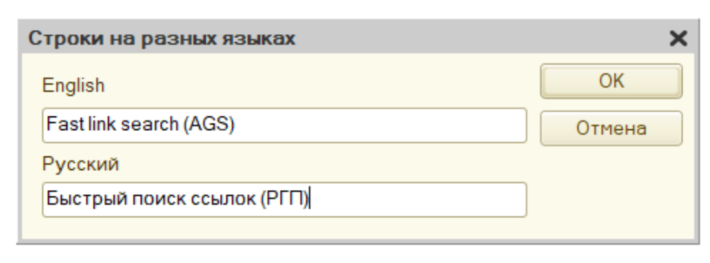 Строки на разных языках
English
OK
Fast link search (AGS)
Отмена
Русский
Быстрый поиск ссылок (РГП)